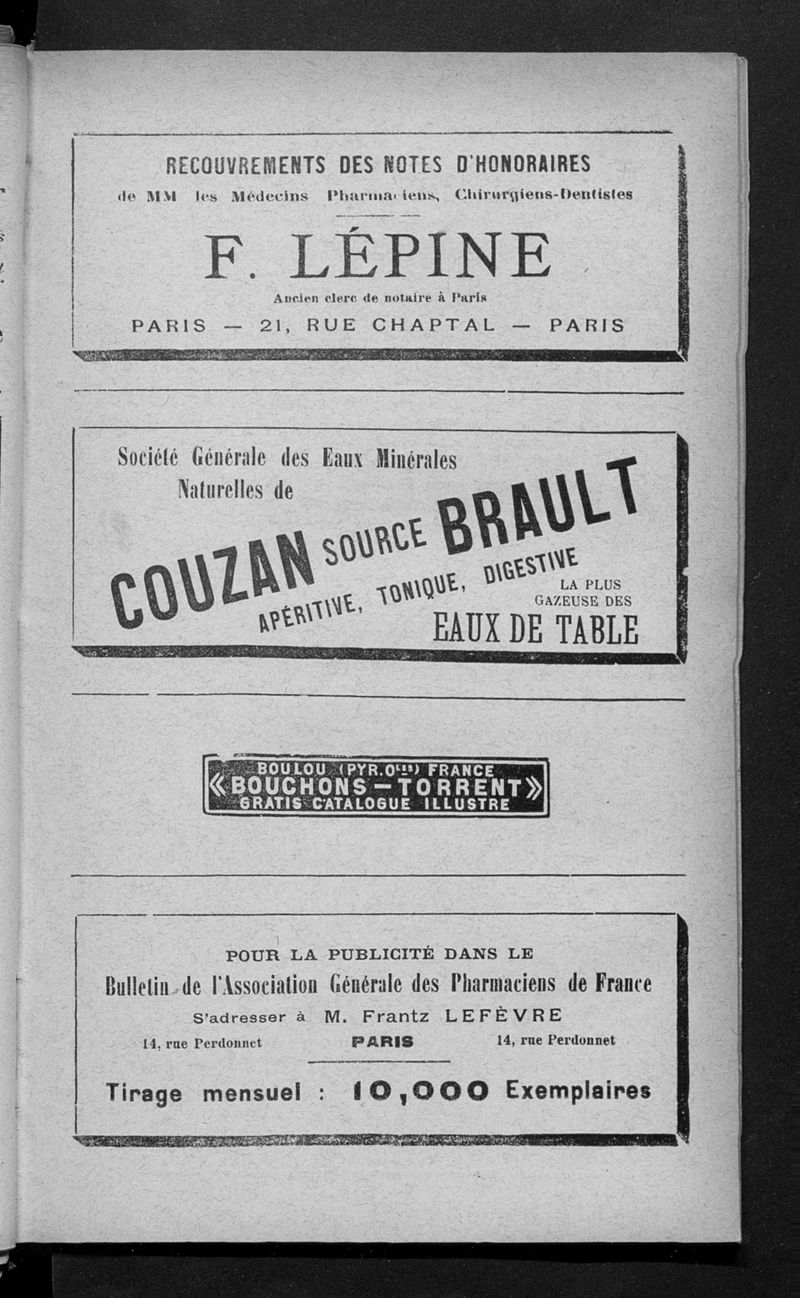 RECOUVREMENTS DES NOTES D'HONORAIRES
de MM les Médecins Pharmaciens, Chirurgiens-Dentistes
F. LÉPINE
Ancien clerc de notaire à Paris
PARIS — 21, RUE CHAPTAL — PARIS
Société Générale des Eaux Minérales
Naturelles de
COUZAN SOURCE BRAULT
APÉRITIVE, TONIQUE, DIGESTIVE
LA PLUS
GAZEUSE DES
EAUX DE TABLE
BOULOU (PYR.OLES) FRANCE
«BOUCHONS — TORRENT»
GRATIS CATALOGUE ILLUSTRE
POUR LA PUBLICITÉ DANS LE
Bulletin de l'Association Générale des Pharmaciens de France
S'adresser à M. Frantz LEFÈVRE
14, rue Perdonnet PARIS 14, rue Perdonnet
Tirage mensuel : 10,000 Exemplaires